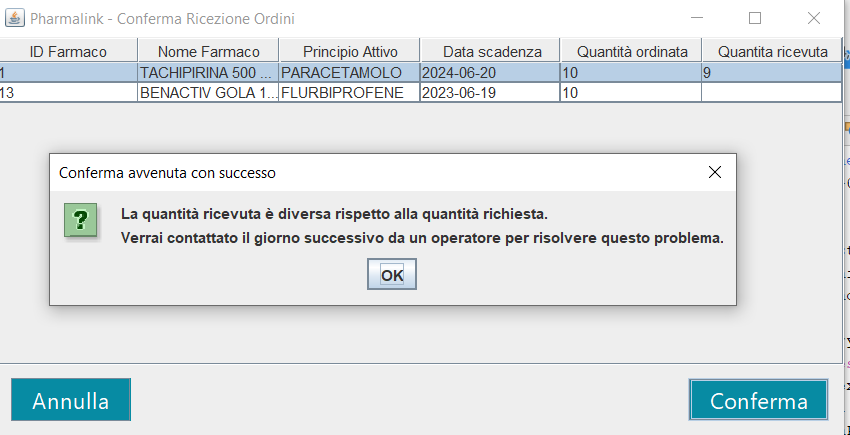 Pharmalink - Conferma Ricezione Ordini
ID Farmaco Nome Farmaco Principio Attivo Data scadenza Quantità ordinata Quantita ricevuta
1 TACHIPIRINA 500 ... PARACETAMOLO 2024-06-20 10 9
13 BENACTIV GOLA 1... FLURBIPROFENE 2023-06-19 10
Conferma avvenuta con successo
La quantità ricevuta è diversa rispetto alla quantità richiesta.
Verrai contattato il giorno successivo da un operatore per risolvere questo problema.
OK
Annulla Conferma